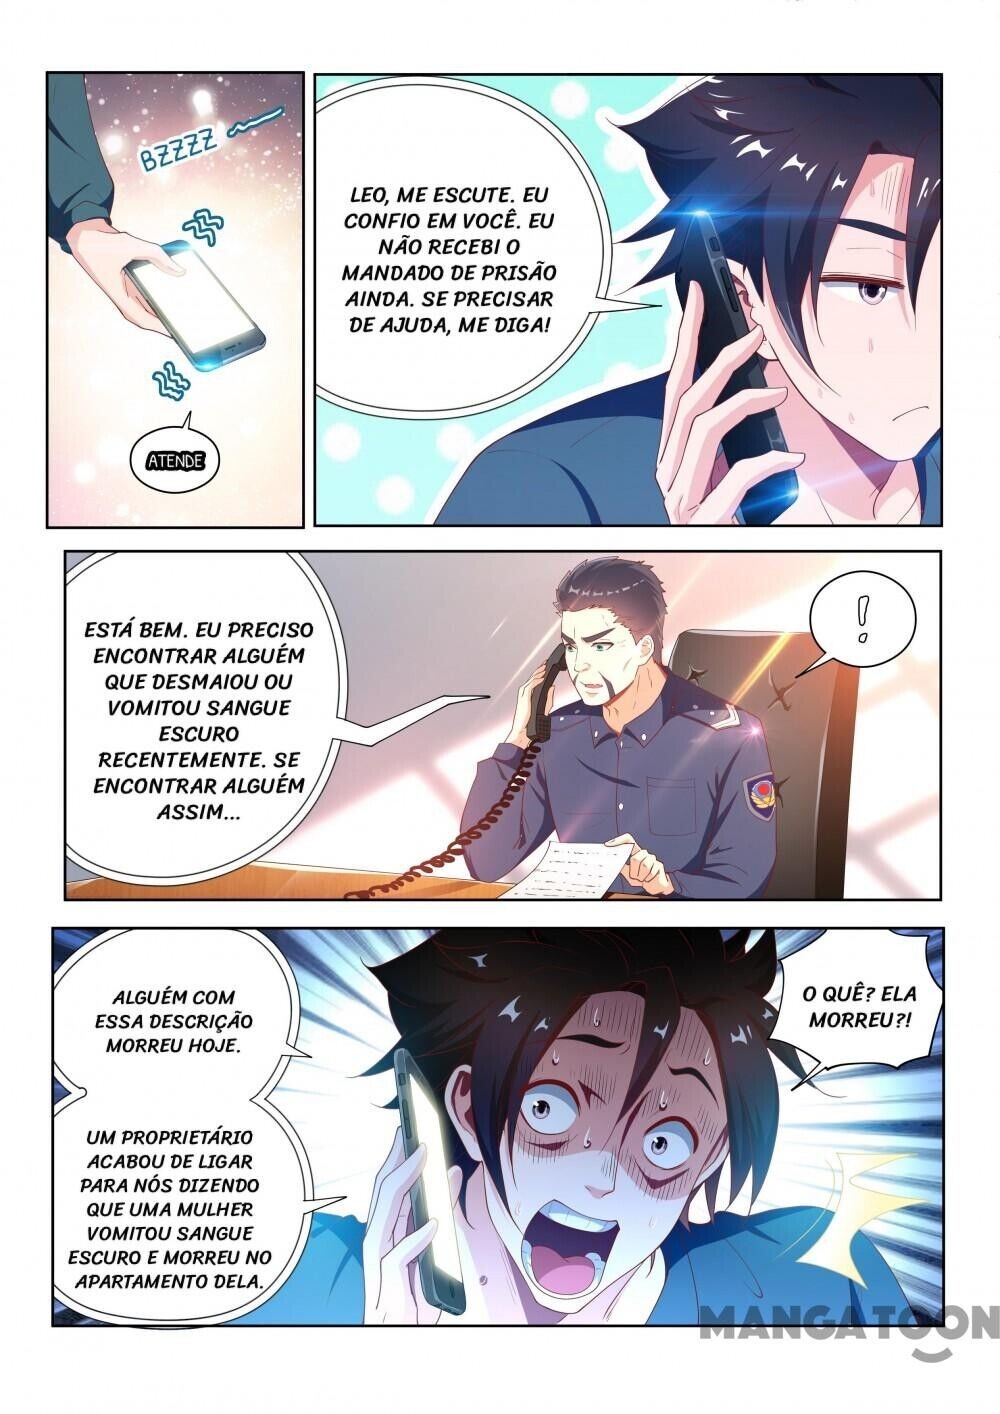 BZZZZ
ATENDE
LEO, ME ESCUTE. EU
CONFIO EM VOCÊ. EU
NÃO RECEBI O
MANDADO DE PRISÃO
AINDA. SE PRECISAR
DE AJUDA, ME DIGA!
ESTÁ BEM. EU PRECISO
ENCONTRAR ALGUÉM
QUE DESMAIOU OU
VOMITOU SANGUE
ESCURO
RECENTEMENTE. SE
ENCONTRAR ALGUÉM
ASSIM...
!
ALGUÉM COM
ESSA DESCRIÇÃO
MORREU HOJE.
UM PROPRIETÁRIO
ACABOU DE LIGAR
PARA NÓS DIZENDO
QUE UMA MULHER
VOMITOU SANGUE
ESCURO E MORREU NO
APARTAMENTO DELA.
O QUÊ? ELA
MORREU?!
MANGATOON